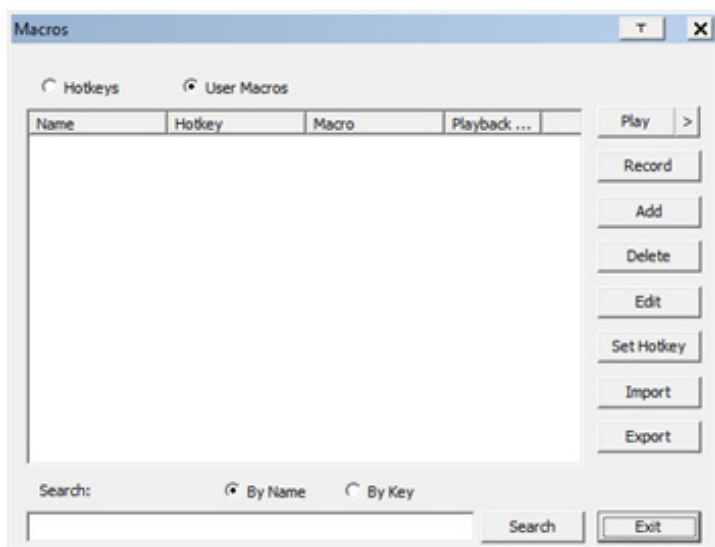 Macros T X
Hotkeys User Macros
Name Hotkey Macro Playback ...
Play >
Record
Add
Delete
Edit
Set Hotkey
Import
Export
Search: By Name By Key
Search Exit